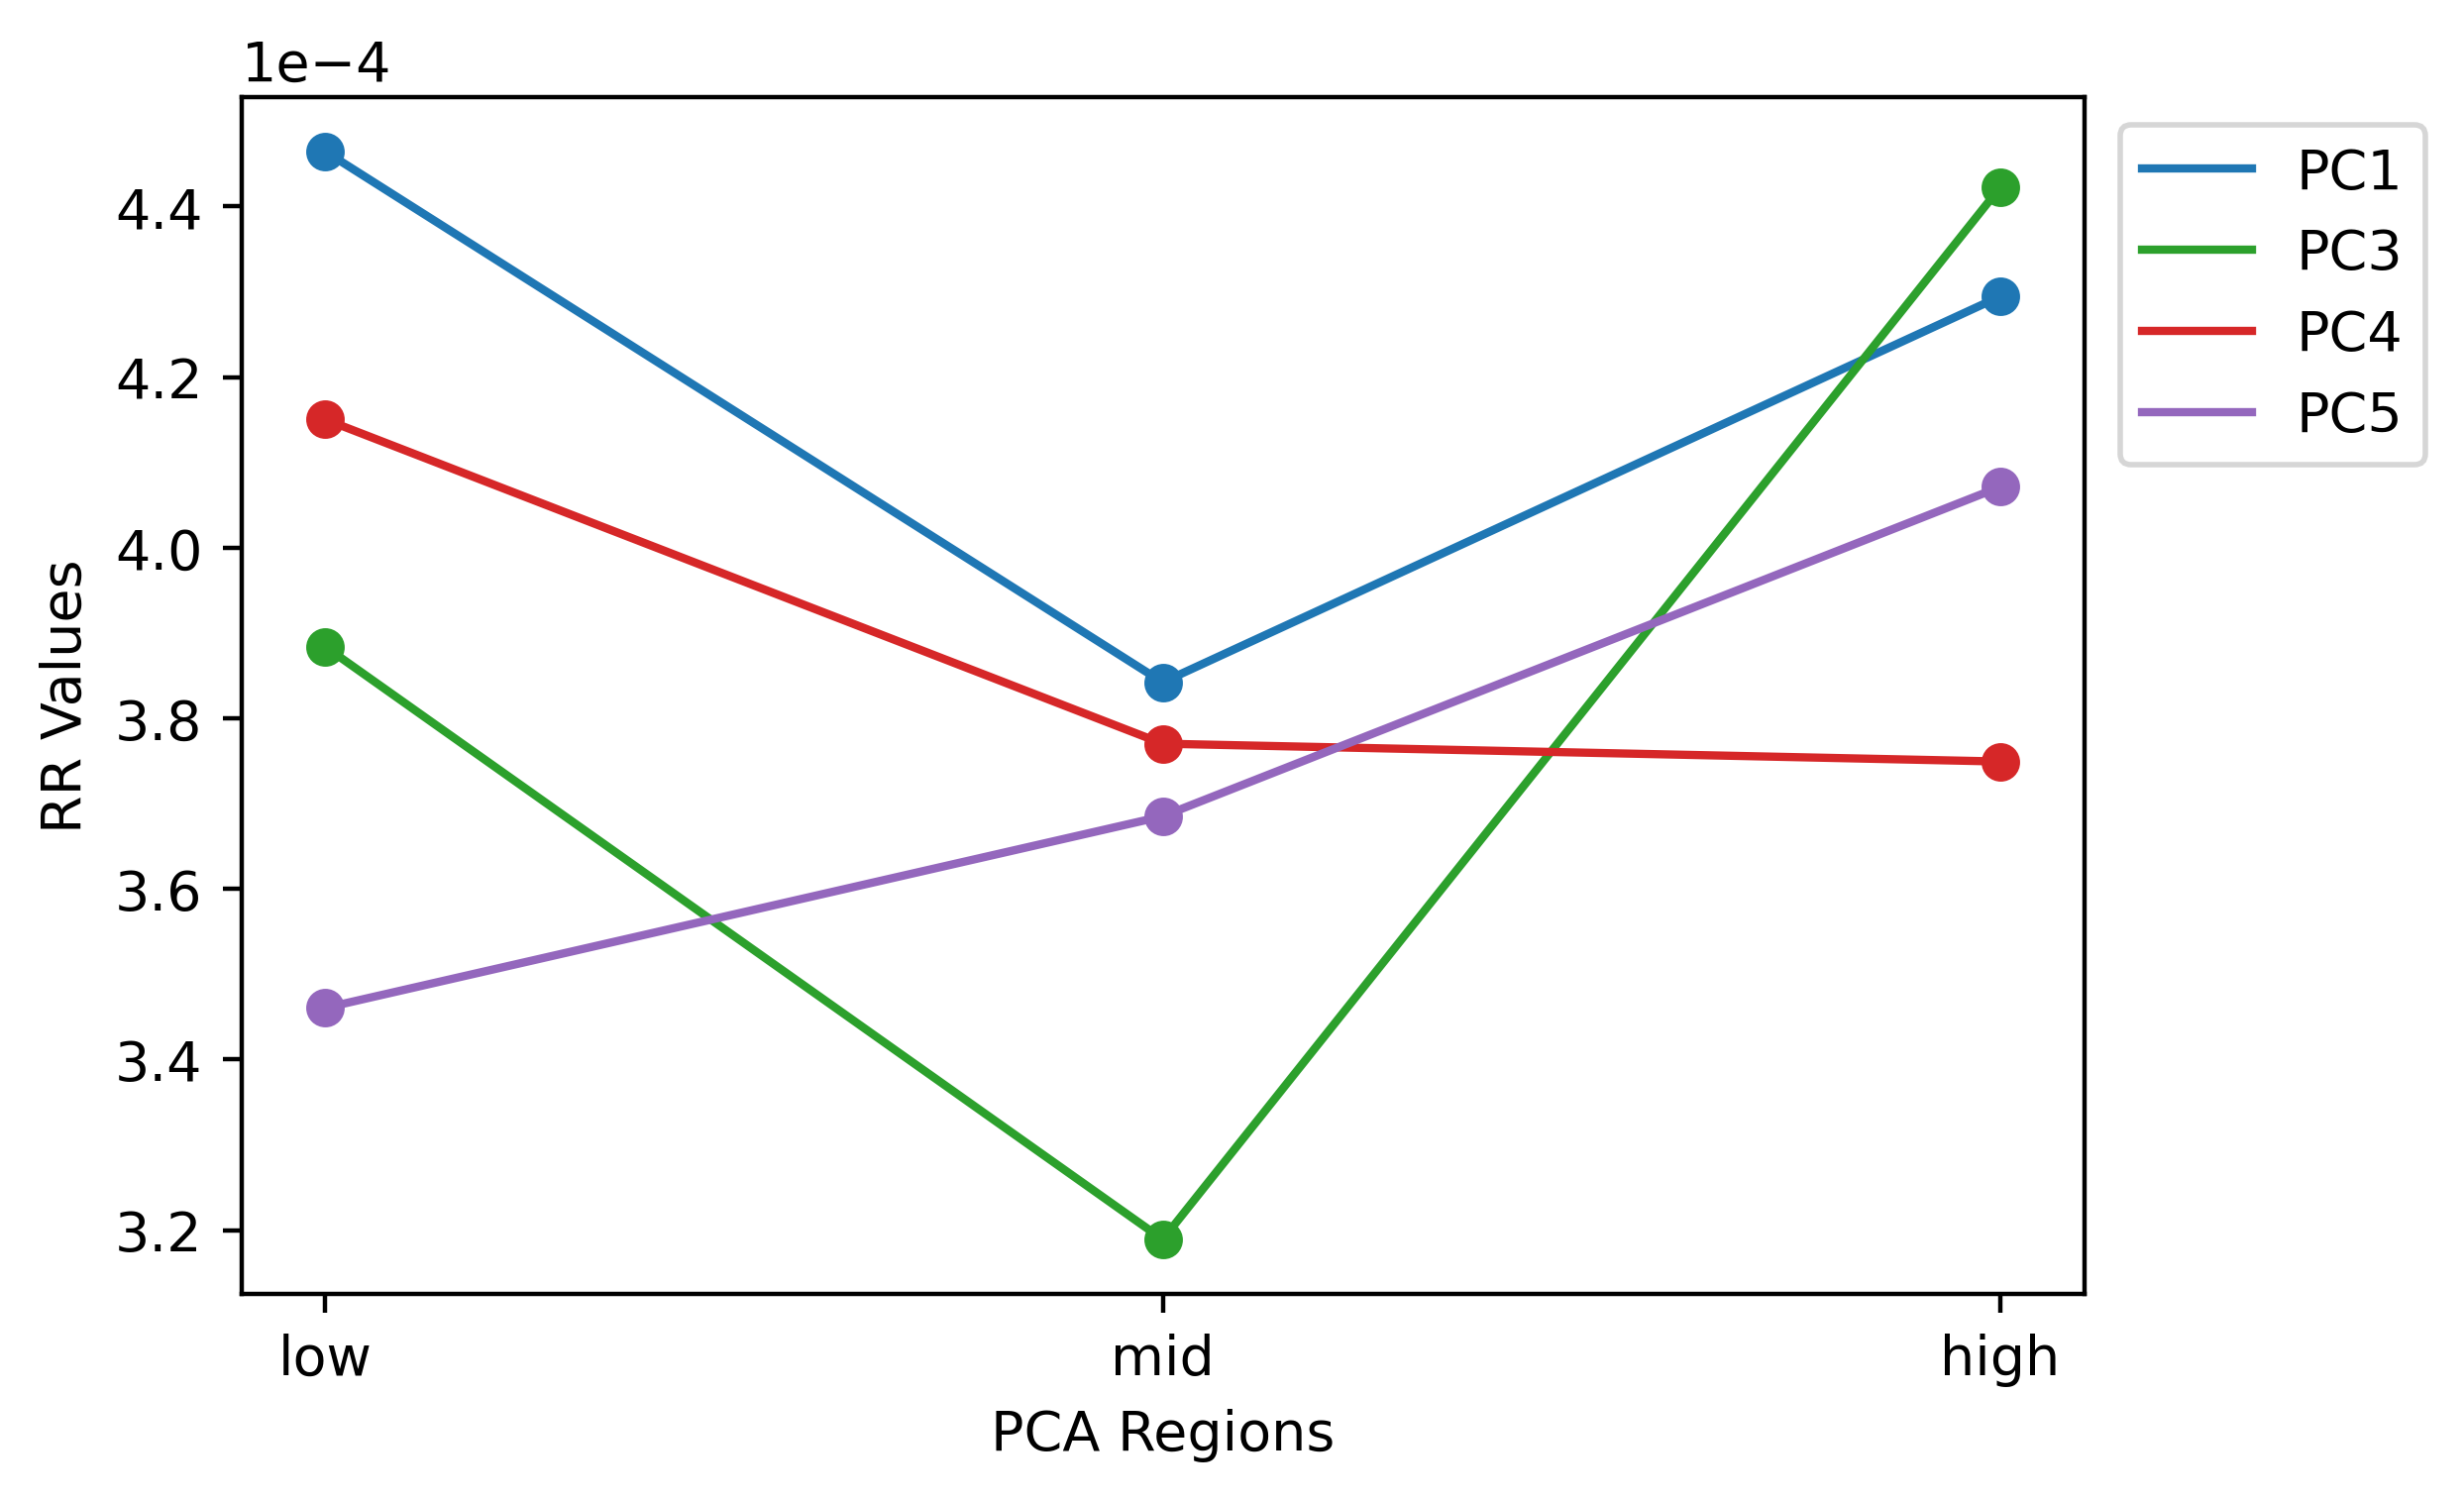 1e−4
4.4
4.2
4.0
3.8
3.6
3.4
3.2
RR Values
low
mid
high
PCA Regions
PC1
PC3
PC4
PC5